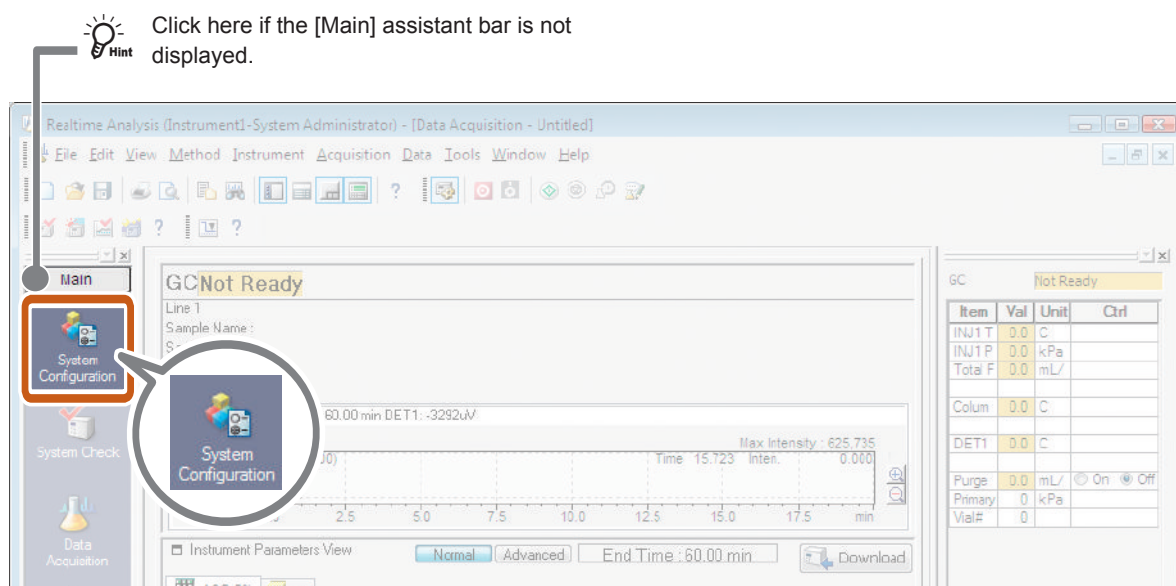 Click here if the [Main] assistant bar is not
Hint displayed.
Realtime Analysis (Instrument1-System Administrator) - [Data Acquisition - Untitled]
File Edit View Method Instrument Acquisition Data Tools Window Help
Main
GC Not Ready
Line 1
Sample Name :
System
Configuration
System
Configuration
60.00 min DET1: -3292uV
Max Intensity : 625,735
Time 15.723 Inten. 0.000
2.5 5.0 7.5 10.0 12.5 15.0 17.5 min
Instrument Parameters View Normal Advanced End Time : 60.00 min Download
System Check
Data
Acquisition
GC Not Ready
Item Val Unit Ctrl
INJ1 T 0.0 C
INJ1 P 0.0 kPa
Total F 0.0 mL/
Colum 0.0 C
DET1 0.0 C
Purge 0.0 mL/ On Off
Primary 0 kPa
Vial# 0